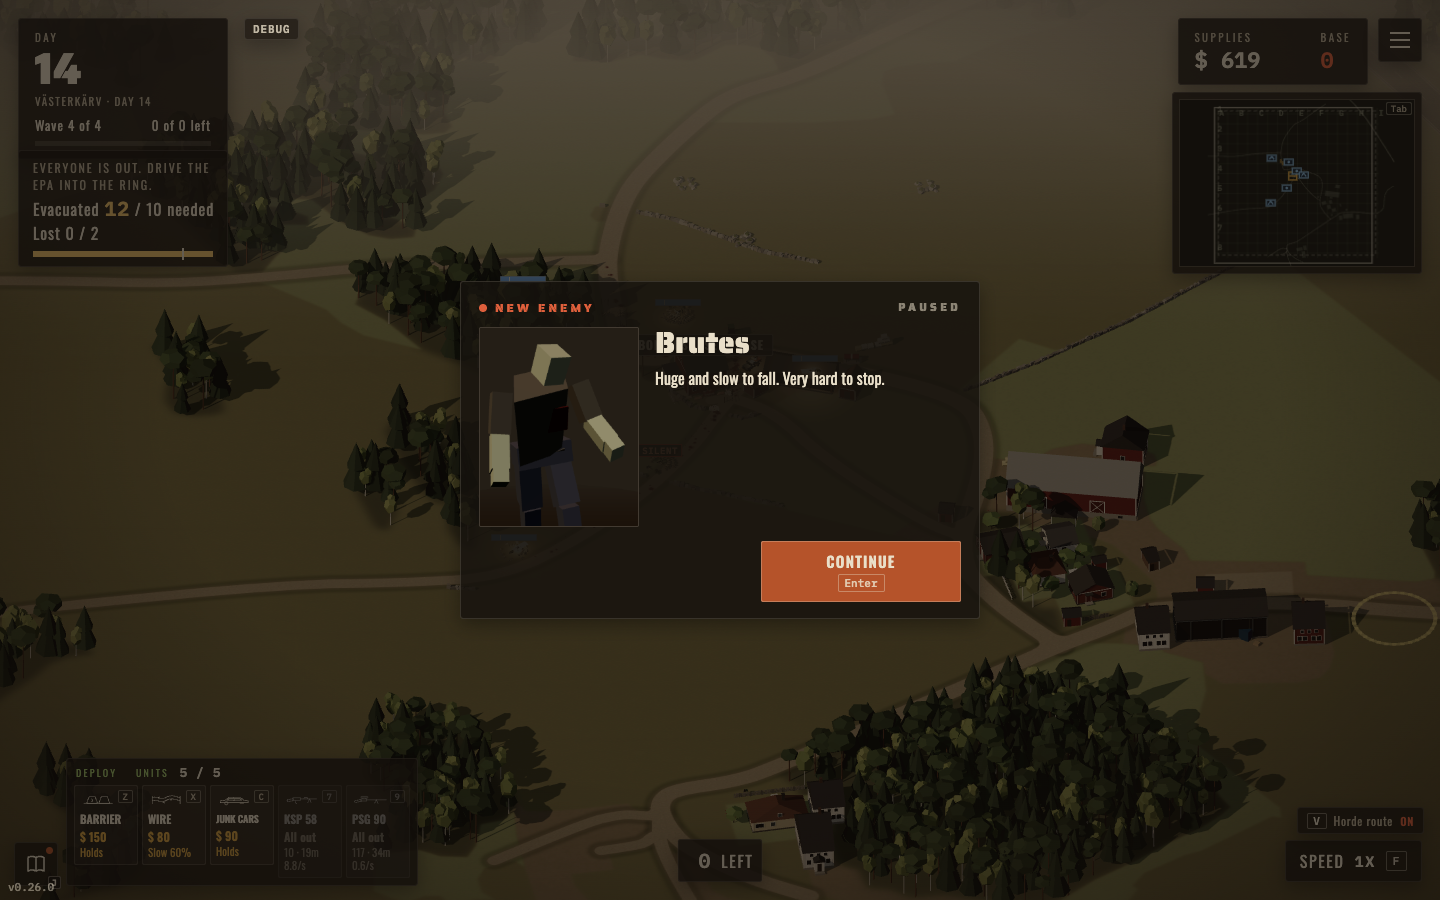 DAY
14
VÄSTERKÄRV · DAY 14
Wave 4 of 4 0 of 0 left
EVERYONE IS OUT. DRIVE THE
EPA INTO THE RING.
Evacuated 12 / 10 needed
Lost 0 / 2
DEBUG
SUPPLIES BASE
$ 619 0
Tab
NEW ENEMY PAUSED
Brutes
Huge and slow to fall. Very hard to stop.
CONTINUE
Enter
DEPLOY UNITS 5 / 5
Z X C 7 9
BARRIER WIRE JUNK CARS KSP 58 PSG 90
$ 150 $ 80 $ 90 All out All out
Holds Slow 60% Holds 10 · 19m 117 · 34m
8.8/s 0.6/s
v0.26.0
0 LEFT
V Horde route ON
SPEED 1X F